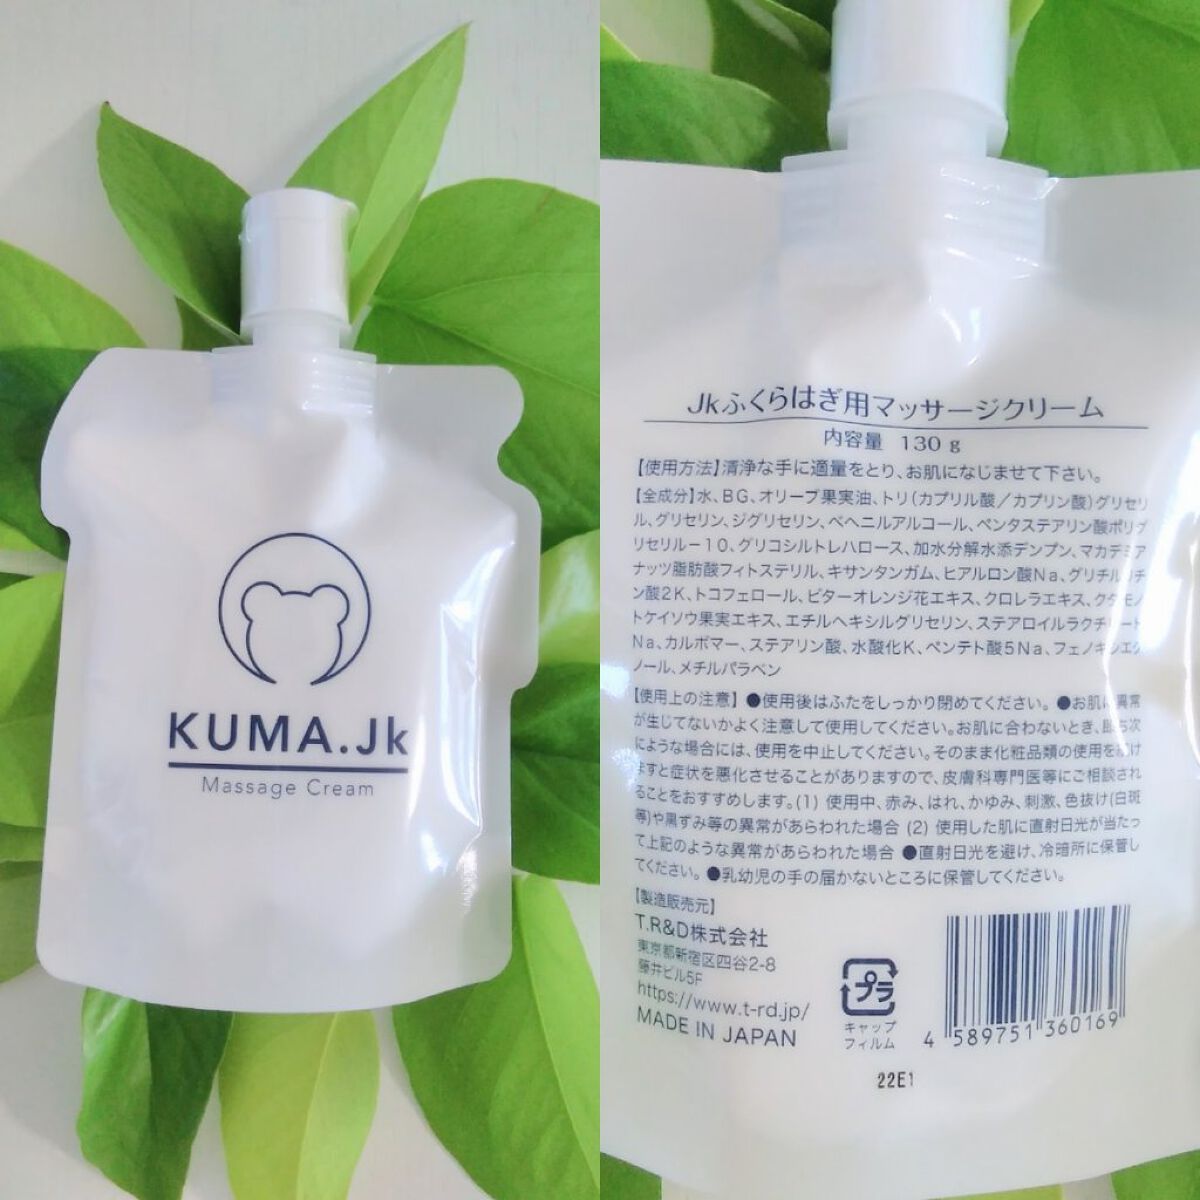 KUMA.Jk
Massage Cream
Jkふくらはぎ用マッサージクリーム
内容量 130g
【使用方法】清浄な手に適量をとり、お肌になじませて下さい。
【全成分】水、BG、オリーブ果実油、トリ(カプリル酸/カプリン酸)グリセリ
ル、グリセリン、ジグリセリン、ベヘニルアルコール、ペンタステアリン酸ポリグ
リセリル－10、グリコシルトレハロース、加水分解水添デンプン、マカデミア
ナッツ脂肪酸フィトステリル、キサンタンガム、ヒアルロン酸Na、グリチルリチ
ン酸2K、トコフェロール、ビターオレンジ花エキス、クロレラエキス、クダモノ
トケイソウ果実エキス、エチルヘキシルグリセリン、ステアロイルラクチレート
Na、カルボマー、ステアリン酸、水酸化K、ペンテト酸5Na、フェノキシエタ
ノール、メチルパラベン
【使用上の注意】●使用後はふたをしっかり閉めてください。●お肌に異常
が生じてないかよく注意して使用してください。お肌に合わないとき、即ち次
のような場合には、使用を中止してください。そのまま化粧品類の使用を続け
ますと症状を悪化させることがありますので、皮膚科専門医等にご相談され
ることをおすすめします。(1) 使用中、赤み、はれ、かゆみ、刺激、色抜け(白斑
等)や黒ずみ等の異常があらわれた場合 (2) 使用した肌に直射日光が当たっ
て上記のような異常があらわれた場合 ●直射日光を避け、冷暗所に保管し
てください。●乳幼児の手の届かないところに保管してください。
【製造販売元】
T.R&D株式会社
東京都新宿区四谷2-8
藤井ビル5F
https://www.t-rd.jp/
MADE IN JAPAN
プラ
キャップ
フィルム
4 589751 360169
22E1